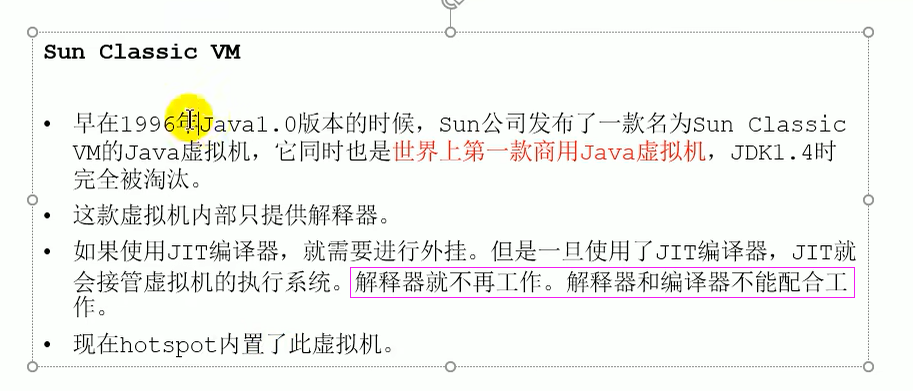 Sun Classic VM
• 早在1996年Java1.0版本的时候，Sun公司发布了一款名为Sun Classic
VM的Java虚拟机，它同时也是世界上第一款商用Java虚拟机，JDK1.4时
完全被淘汰。
• 这款虚拟机内部只提供解释器。
• 如果使用JIT编译器，就需要进行外挂。但是一旦使用了JIT编译器，JIT就
会接管虚拟机的执行系统。解释器就不再工作。解释器和编译器不能配合工
作。
• 现在hotspot内置了此虚拟机。